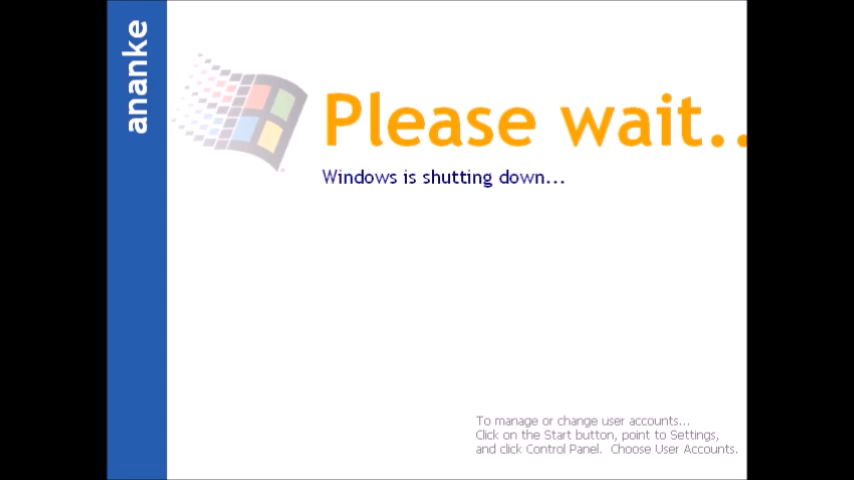 ananke
Please wait..
Windows is shutting down...
To manage or change user accounts...
Click on the Start button, point to Settings,
and click Control Panel.  Choose User Accounts.